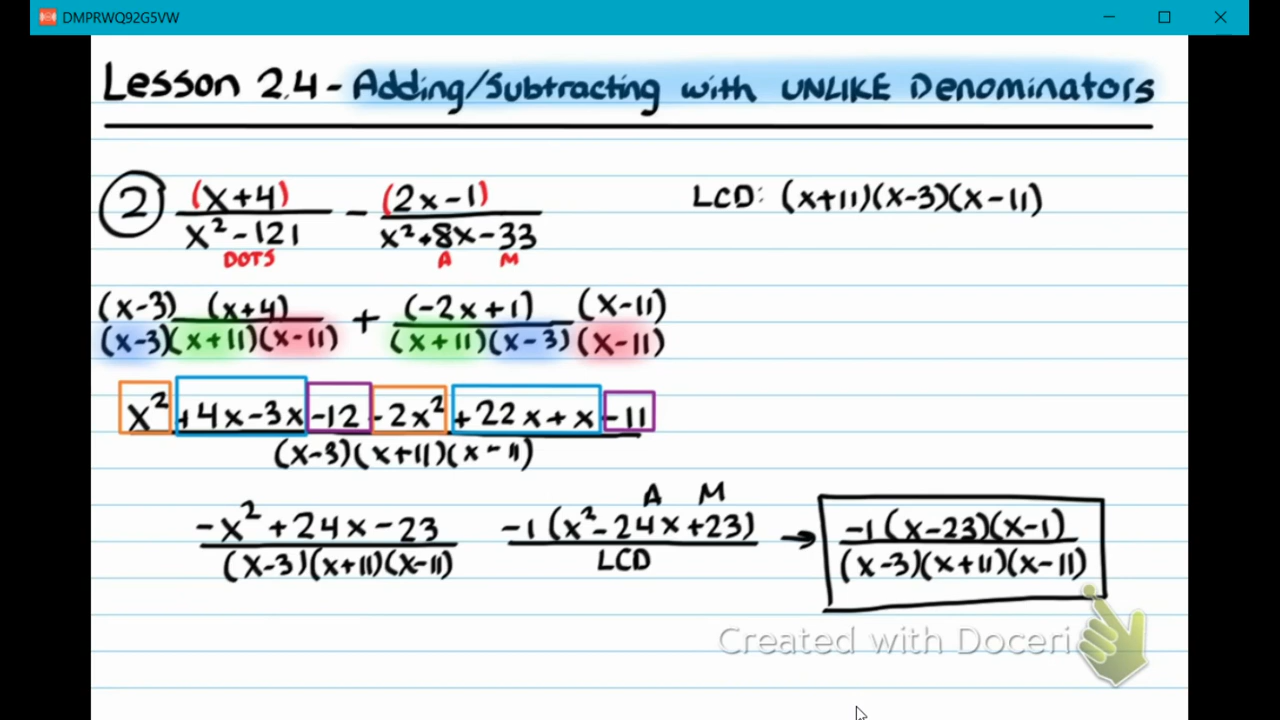 DMPRWQ92G5VW
Lesson 2.4 - Adding/Subtracting with UNLIKE Denominators
② (x+4) / x² - 121 - (2x-1) / x² + 8x - 33
LCD: (x+11)(x-3)(x-11)
DOTS A M
(x-3) (x+4) / (x-3)(x+11)(x-11) + (-2x+1) (x-11) / (x+11)(x-3)(x-11)
x² +4x-3x -12 -2x² +22x+x -11 / (x-3)(x+11)(x-11)
A M
-x² + 24x - 23 / (x-3)(x+11)(x-11) -1(x² - 24x + 23) / LCD → -1(x-23)(x-1) / (x-3)(x+11)(x-11)
Created with Doceri